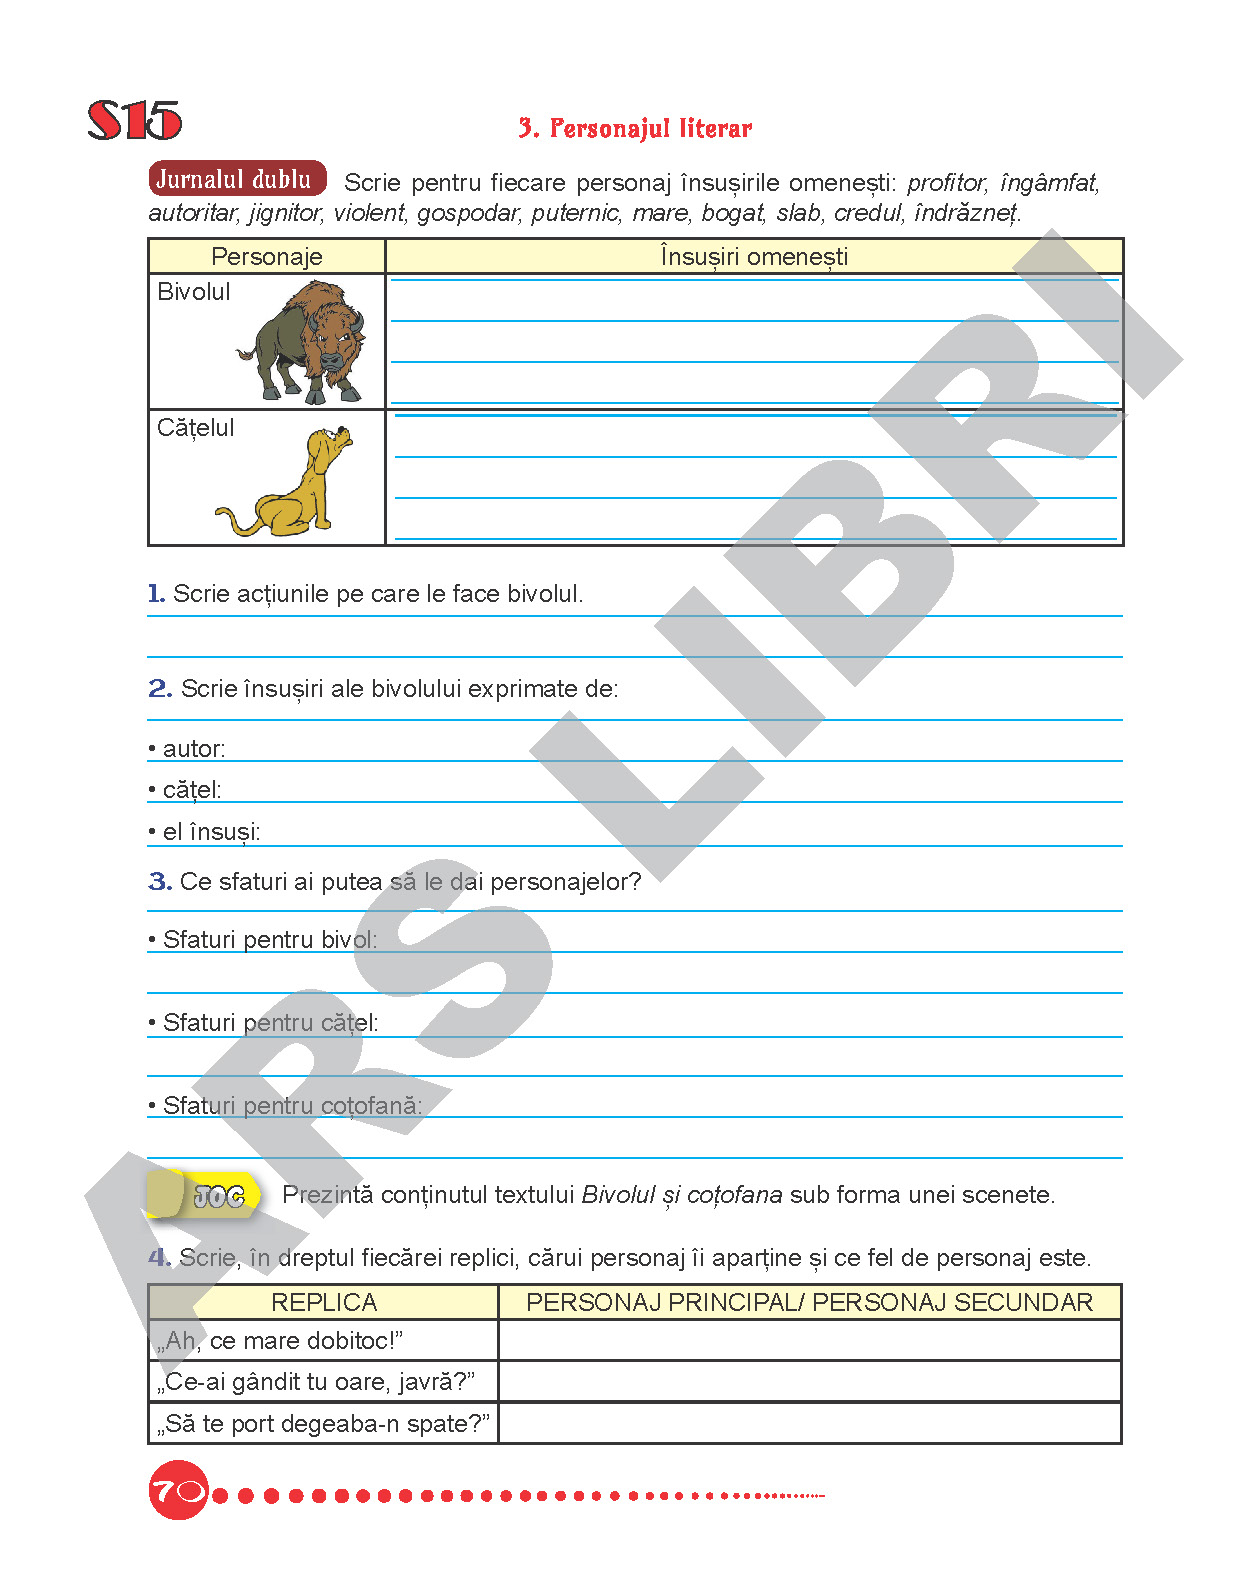 S15
3. Personajul literar
Jurnalul dublu Scrie pentru fiecare personaj însușirile omenești: profitor, îngâmfat,
autoritar, jignitor, violent, gospodar, puternic, mare, bogat, slab, credul, îndrăzneț.
Personaje Însușiri omenești
Bivolul
Cățelul
1. Scrie acțiunile pe care le face bivolul.
2. Scrie însușiri ale bivolului exprimate de:
• autor:
• cățel:
• el însuși:
3. Ce sfaturi ai putea să le dai personajelor?
• Sfaturi pentru bivol:
• Sfaturi pentru cățel:
• Sfaturi pentru coțofană:
JOC Prezintă conținutul textului Bivolul și coțofana sub forma unei scenete.
4. Scrie, în dreptul fiecărei replici, cărui personaj îi aparține și ce fel de personaj este.
REPLICA PERSONAJ PRINCIPAL/ PERSONAJ SECUNDAR
„Ah, ce mare dobitoc!”
„Ce-ai gândit tu oare, javră?”
„Să te port degeaba-n spate?”
70
ARS LIBRI